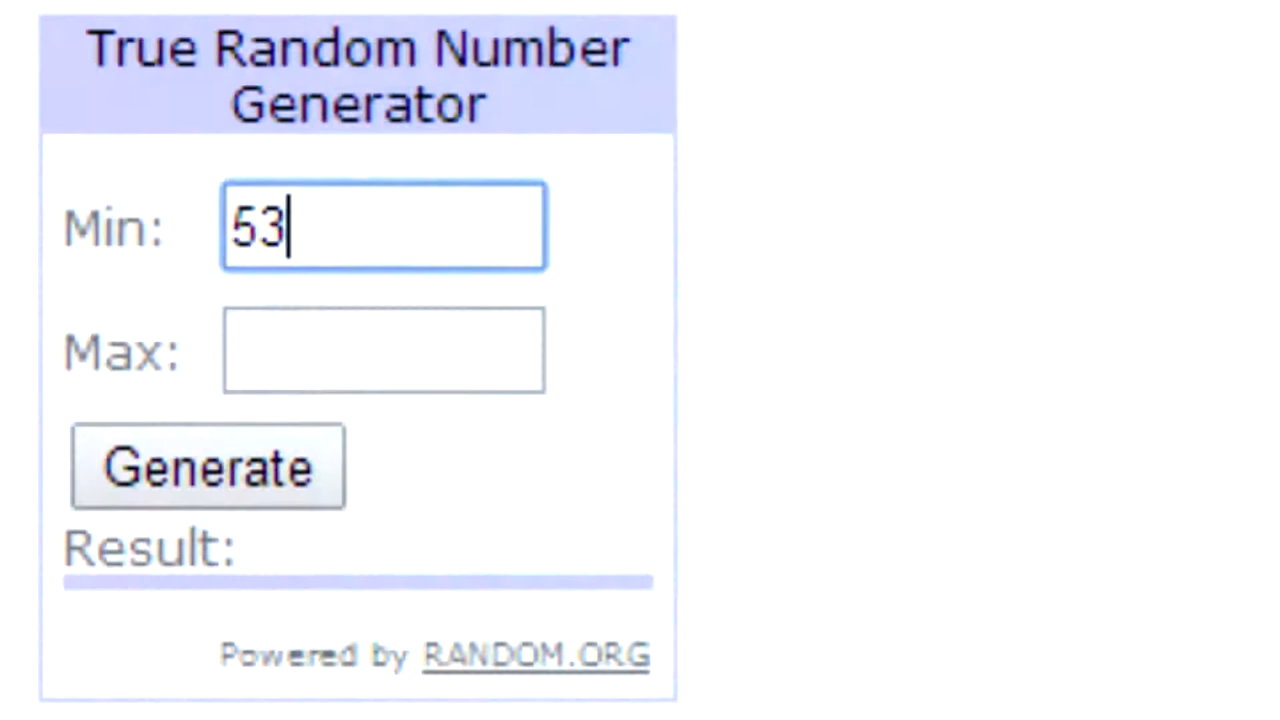 True Random Number
Generator
Min: 53
Max:
Generate
Result:
Powered by RANDOM.ORG